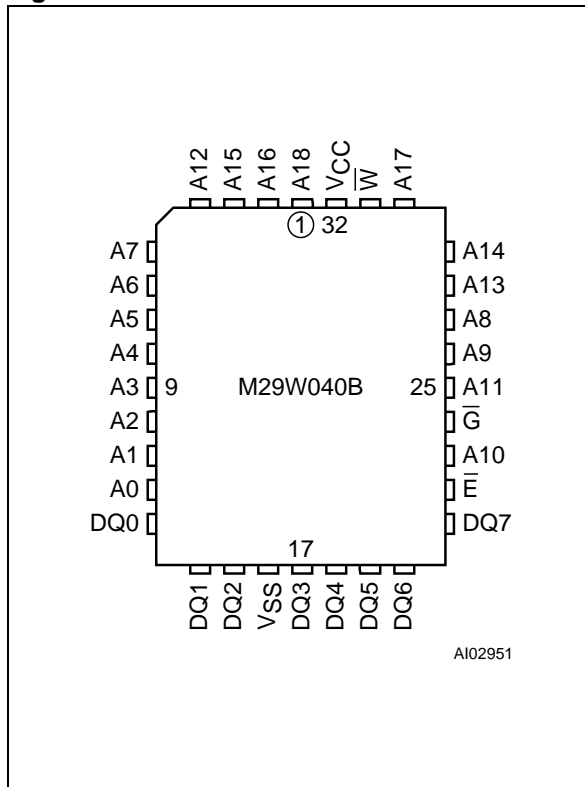 A12
A15
A16
A18
VCC
W
A17
1 32
A7
A6
A5
A4
A3
A2
A1
A0
DQ0
9
M29W040B
25
A14
A13
A8
A9
A11
G
A10
E
DQ7
17
DQ1
DQ2
VSS
DQ3
DQ4
DQ5
DQ6
AI02951